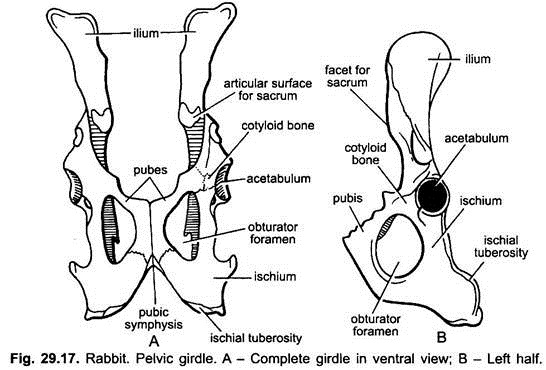 ilium
articular surface
for sacrum
cotyloid bone
pubes
acetabulum
obturator
foramen
ischium
pubic
symphysis
ischial tuberosity
A
facet for
sacrum
ilium
acetabulum
cotyloid
bone
pubis
ischium
ischial
tuberosity
obturator
foramen
B
Fig. 29.17. Rabbit. Pelvic girdle. A – Complete girdle in ventral view; B – Left half.